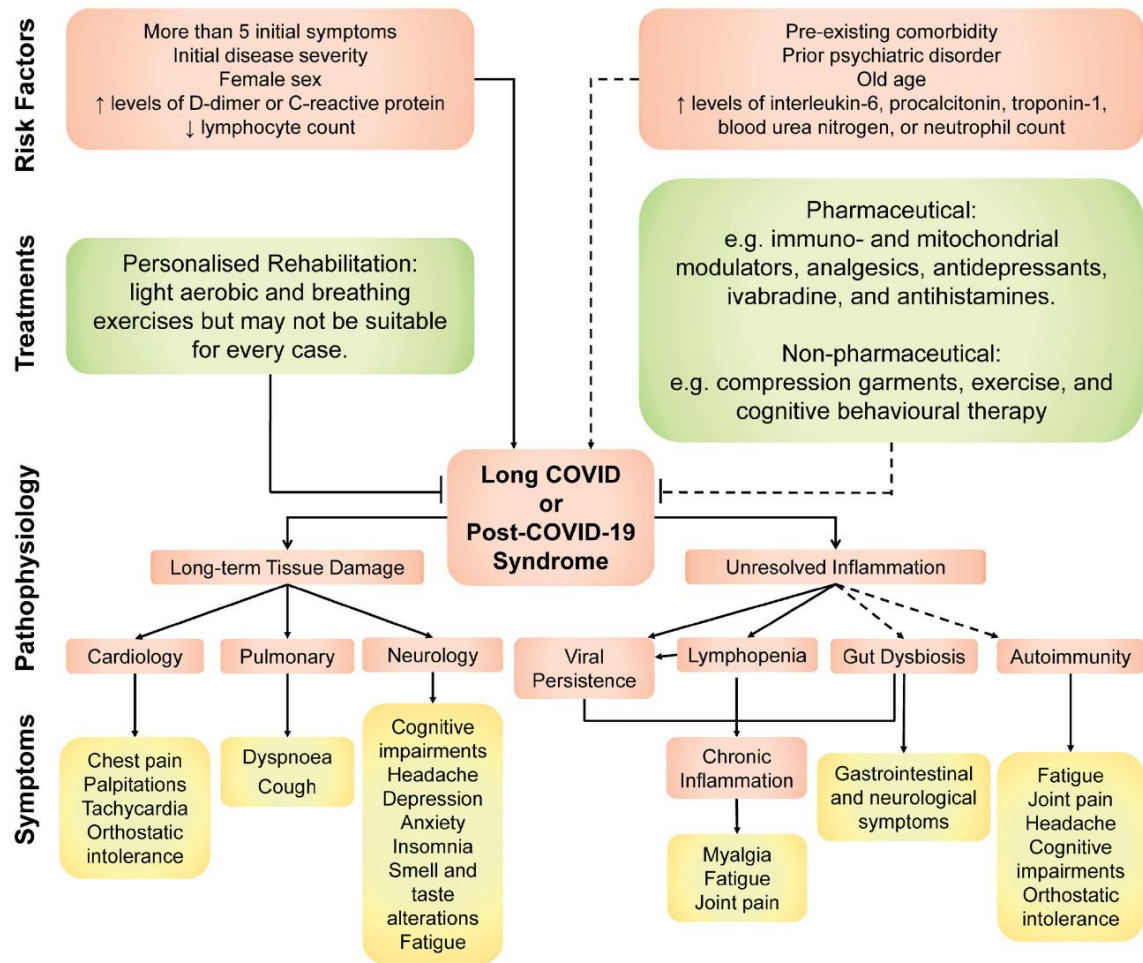 Risk Factors
More than 5 initial symptoms
Initial disease severity
Female sex
↑ levels of D-dimer or C-reactive protein
↓ lymphocyte count
Pre-existing comorbidity
Prior psychiatric disorder
Old age
↑ levels of interleukin-6, procalcitonin, troponin-1,
blood urea nitrogen, or neutrophil count
Treatments
Personalised Rehabilitation:
light aerobic and breathing
exercises but may not be suitable
for every case.
Pharmaceutical:
e.g. immuno- and mitochondrial
modulators, analgesics, antidepressants,
ivabradine, and antihistamines.
Non-pharmaceutical:
e.g. compression garments, exercise, and
cognitive behavioural therapy
Pathophysiology
Long COVID
or
Post-COVID-19
Syndrome
Long-term Tissue Damage
Unresolved Inflammation
Cardiology
Pulmonary
Neurology
Viral
Persistence
Lymphopenia
Gut Dysbiosis
Autoimmunity
Symptoms
Chest pain
Palpitations
Tachycardia
Orthostatic
intolerance
Dyspnoea
Cough
Cognitive
impairments
Headache
Depression
Anxiety
Insomnia
Smell and
taste
alterations
Fatigue
Chronic
Inflammation
Myalgia
Fatigue
Joint pain
Gastrointestinal
and neurological
symptoms
Fatigue
Joint pain
Headache
Cognitive
impairments
Orthostatic
intolerance